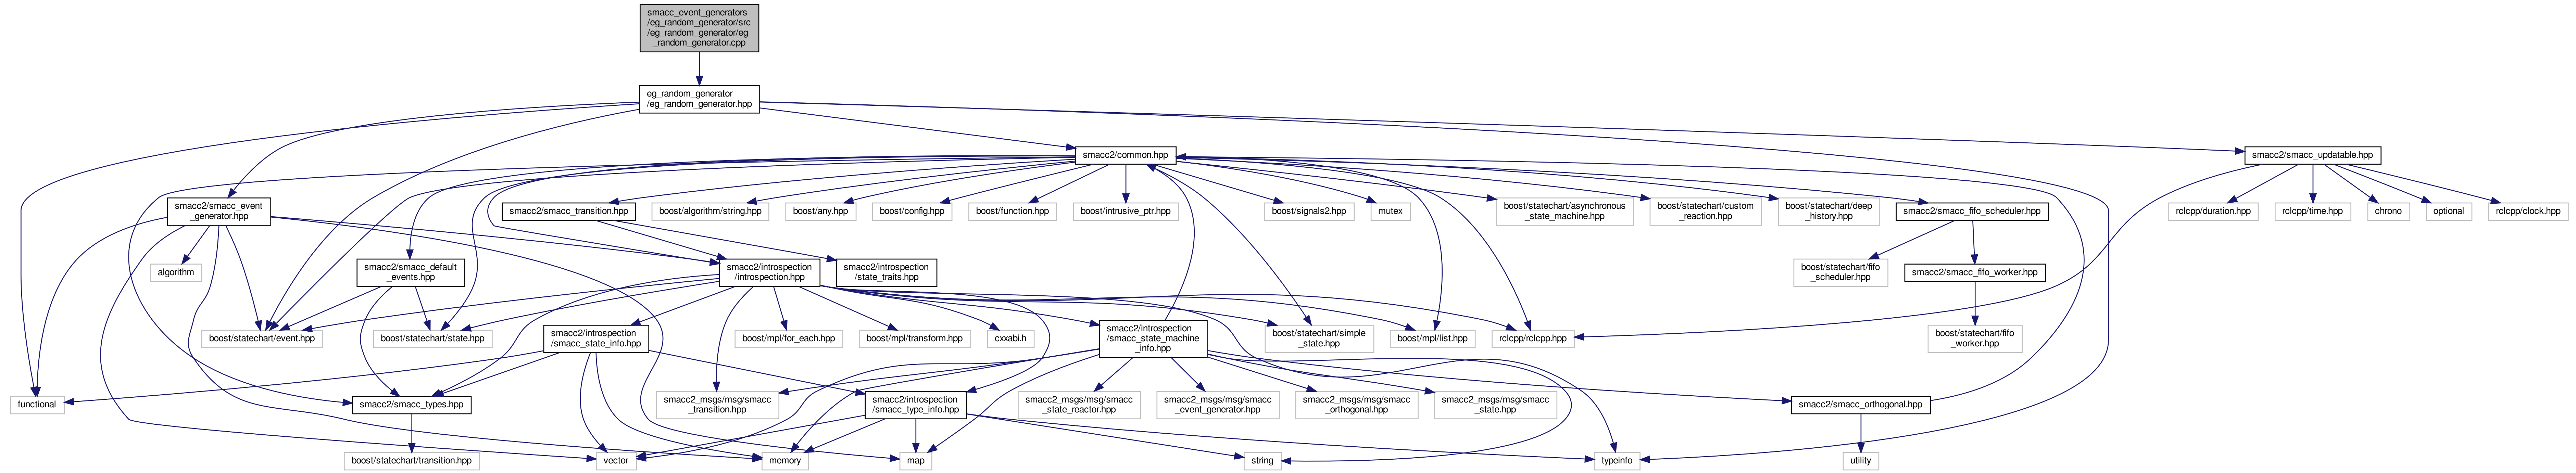 smacc_event_generators
/eg_random_generator/src
/eg_random_generator/eg
_random_generator.cpp
eg_random_generator
/eg_random_generator.hpp
smacc2/common.hpp
smacc2/smacc_updatable.hpp
smacc2/smacc_event
_generator.hpp
smacc2/smacc_transition.hpp
boost/algorithm/string.hpp
boost/any.hpp
boost/config.hpp
boost/function.hpp
boost/intrusive_ptr.hpp
boost/signals2.hpp
mutex
boost/statechart/asynchronous
_state_machine.hpp
boost/statechart/custom
_reaction.hpp
boost/statechart/deep
_history.hpp
smacc2/smacc_fifo_scheduler.hpp
rclcpp/duration.hpp
rclcpp/time.hpp
chrono
optional
rclcpp/clock.hpp
algorithm
smacc2/smacc_default
_events.hpp
smacc2/introspection
/introspection.hpp
smacc2/introspection
/state_traits.hpp
boost/statechart/fifo
_scheduler.hpp
smacc2/smacc_fifo_worker.hpp
boost/statechart/event.hpp
boost/statechart/state.hpp
smacc2/introspection
/smacc_state_info.hpp
boost/mpl/for_each.hpp
boost/mpl/transform.hpp
cxxabi.h
smacc2/introspection
/smacc_state_machine
_info.hpp
boost/statechart/simple
_state.hpp
boost/mpl/list.hpp
rclcpp/rclcpp.hpp
boost/statechart/fifo
_worker.hpp
functional
smacc2/smacc_types.hpp
smacc2_msgs/msg/smacc
_transition.hpp
smacc2/introspection
/smacc_type_info.hpp
smacc2_msgs/msg/smacc
_state_reactor.hpp
smacc2_msgs/msg/smacc
_event_generator.hpp
smacc2_msgs/msg/smacc
_orthogonal.hpp
smacc2_msgs/msg/smacc
_state.hpp
smacc2/smacc_orthogonal.hpp
boost/statechart/transition.hpp
vector
memory
map
string
typeinfo
utility